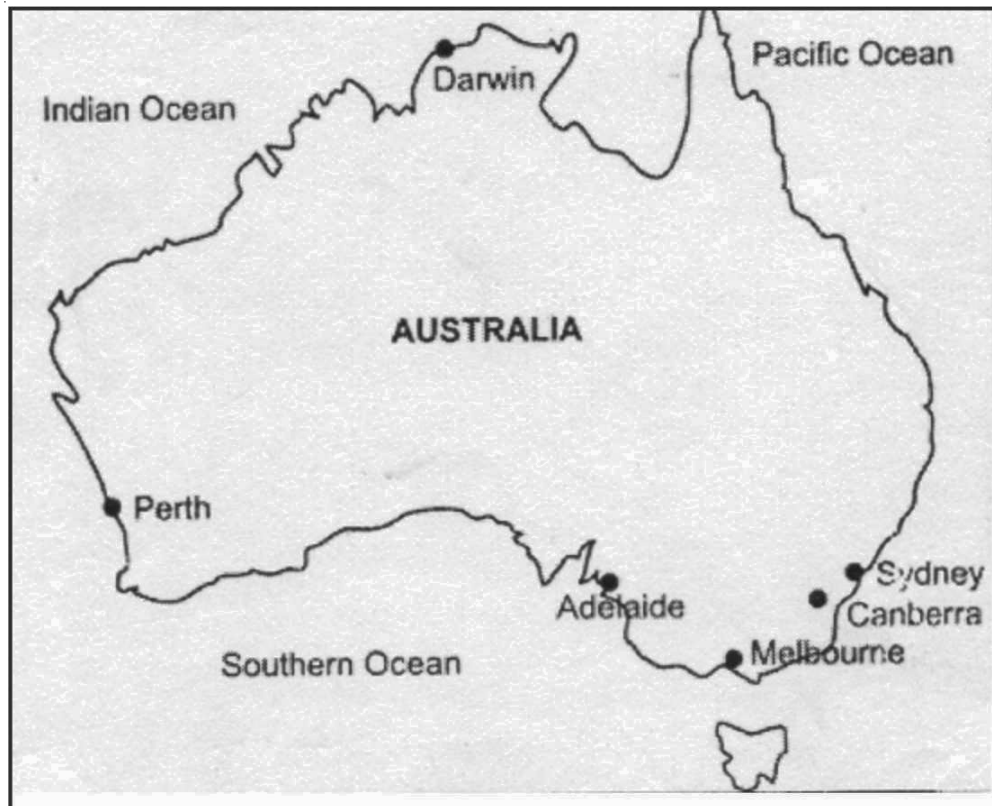 Pacific Ocean
Darwin
Indian Ocean
AUSTRALIA
Perth
Sydney
Adelaide
Canberra
Melbourne
Southern Ocean